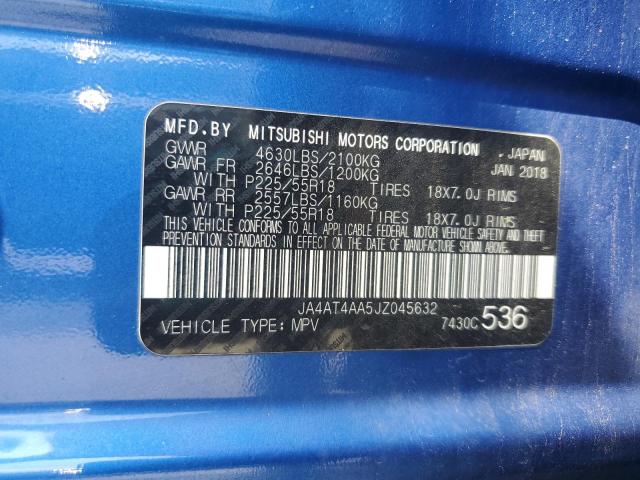 MFD.BY MITSUBISHI MOTORS CORPORATION , JAPAN
GVWR 4630LBS/2100KG JAN 2018
GAWR FR 2646LBS/1200KG
WITH P225/55R18 TIRES 18X7.0J RIMS
GAWR RR 2557LBS/1160KG
WITH P225/55R18 TIRES 18X7.0J RIMS
THIS VEHICLE CONFORMS TO ALL APPLICABLE FEDERAL MOTOR VEHICLE SAFETY, BUMPER, AND THEFT
PREVENTION STANDARDS IN EFFECT ON THE DATE OF MANUFACTURE SHOWN ABOVE.
JA4AT4AA5JZ045632
VEHICLE TYPE: MPV 7430C 536